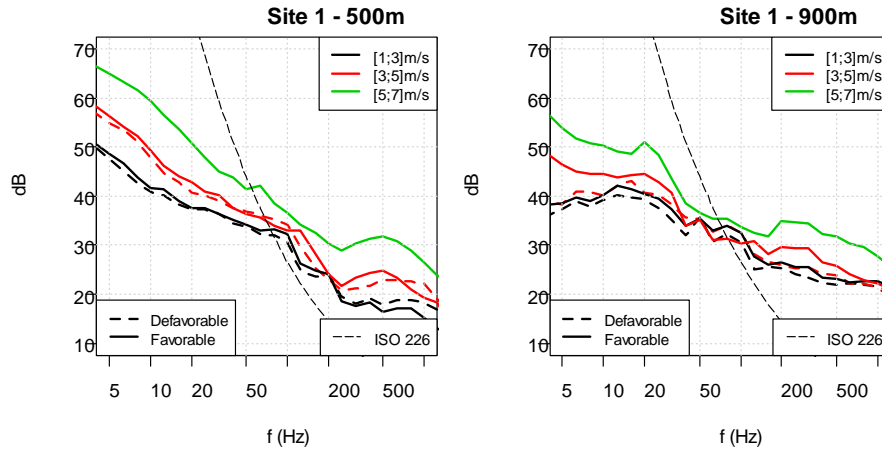 Site 1 - 500m
70
60
50
40
30
20
10
dB
[1;3]m/s
[3;5]m/s
[5;7]m/s
Defavorable
Favorable
ISO 226
5 10 20 50 200 500
f (Hz)
Site 1 - 900m
70
60
50
40
30
20
10
dB
[1;3]m/s
[3;5]m/s
[5;7]m/s
Defavorable
Favorable
ISO 226
5 10 20 50 200 500
f (Hz)